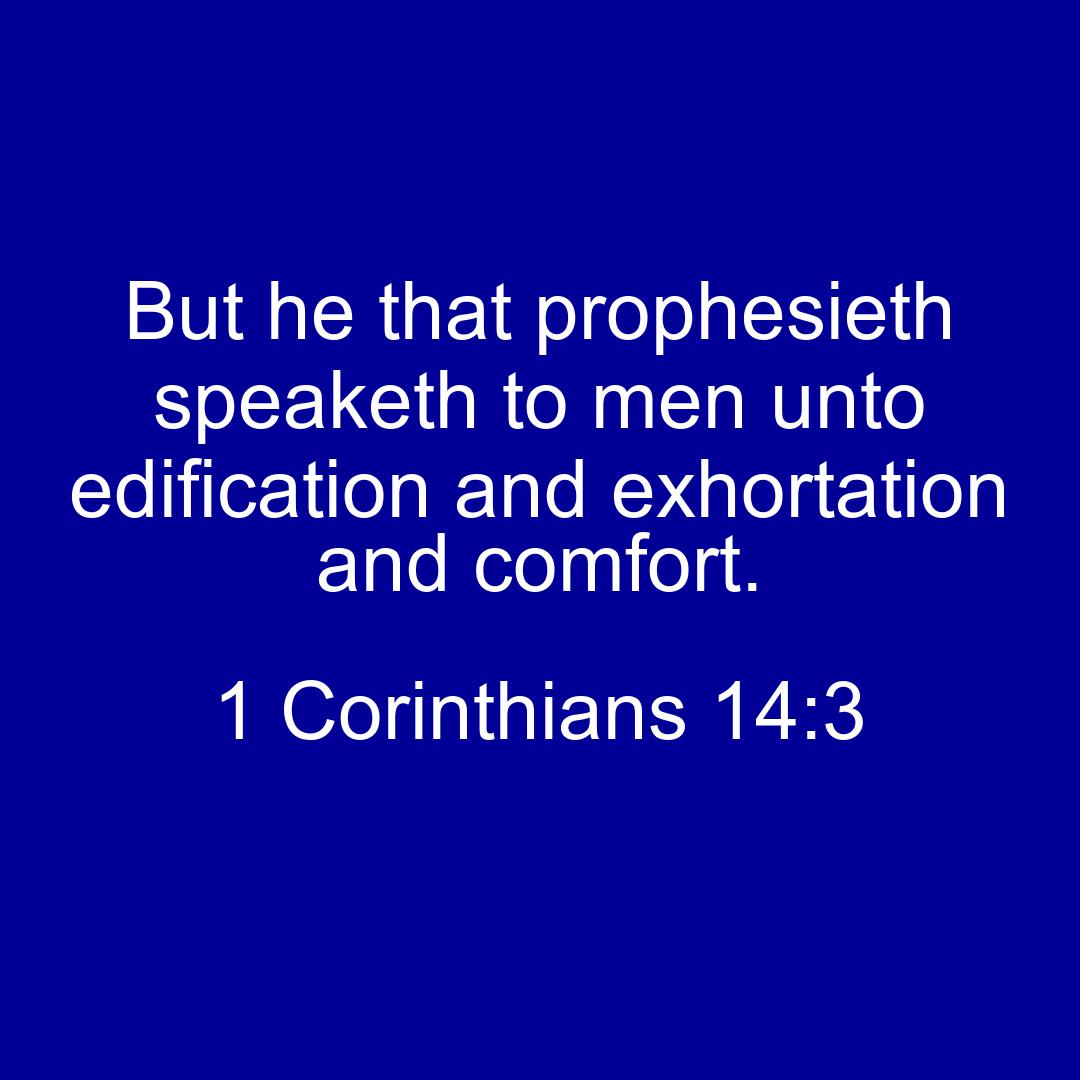 But he that prophesieth
speaketh to men unto
edification and exhortation
and comfort.
1 Corinthians 14:3